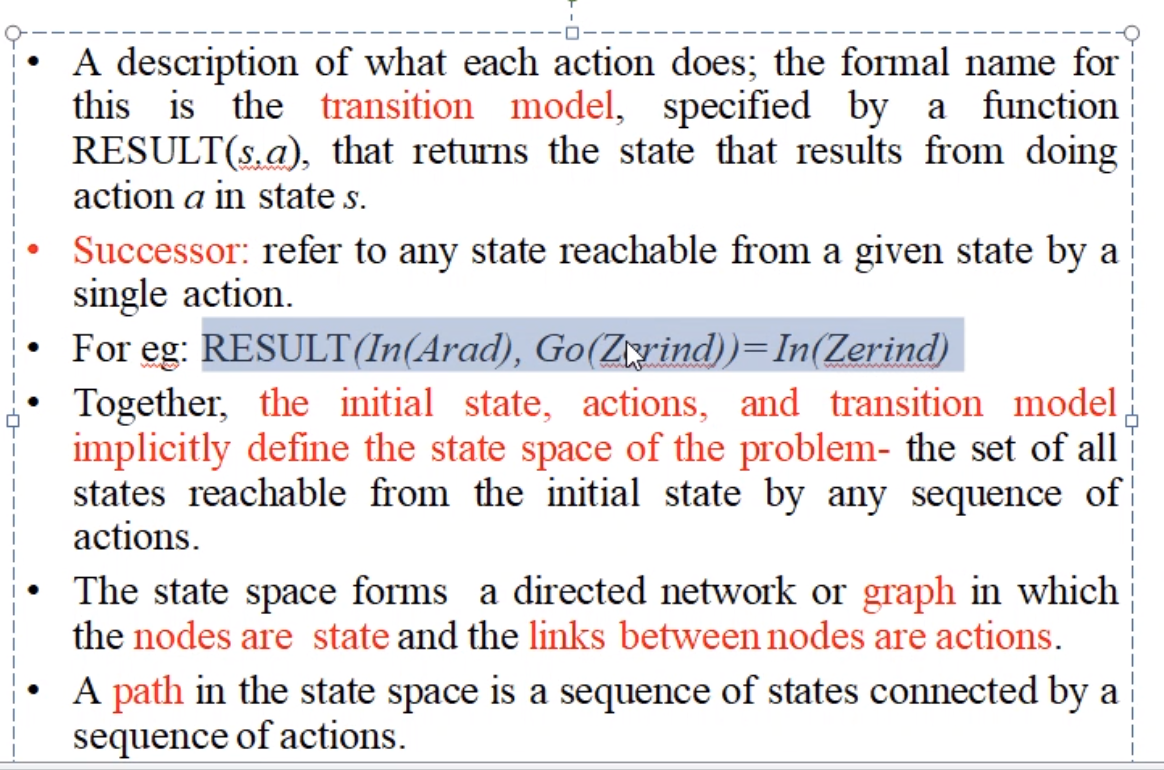 • A description of what each action does; the formal name for
this is the transition model, specified by a function
RESULT(s,a), that returns the state that results from doing
action a in state s.
• Successor: refer to any state reachable from a given state by a
single action.
• For eg: RESULT(In(Arad), Go(Zerind))=In(Zerind)
• Together, the initial state, actions, and transition model
implicitly define the state space of the problem- the set of all
states reachable from the initial state by any sequence of
actions.
• The state space forms a directed network or graph in which
the nodes are state and the links between nodes are actions.
• A path in the state space is a sequence of states connected by a
sequence of actions.